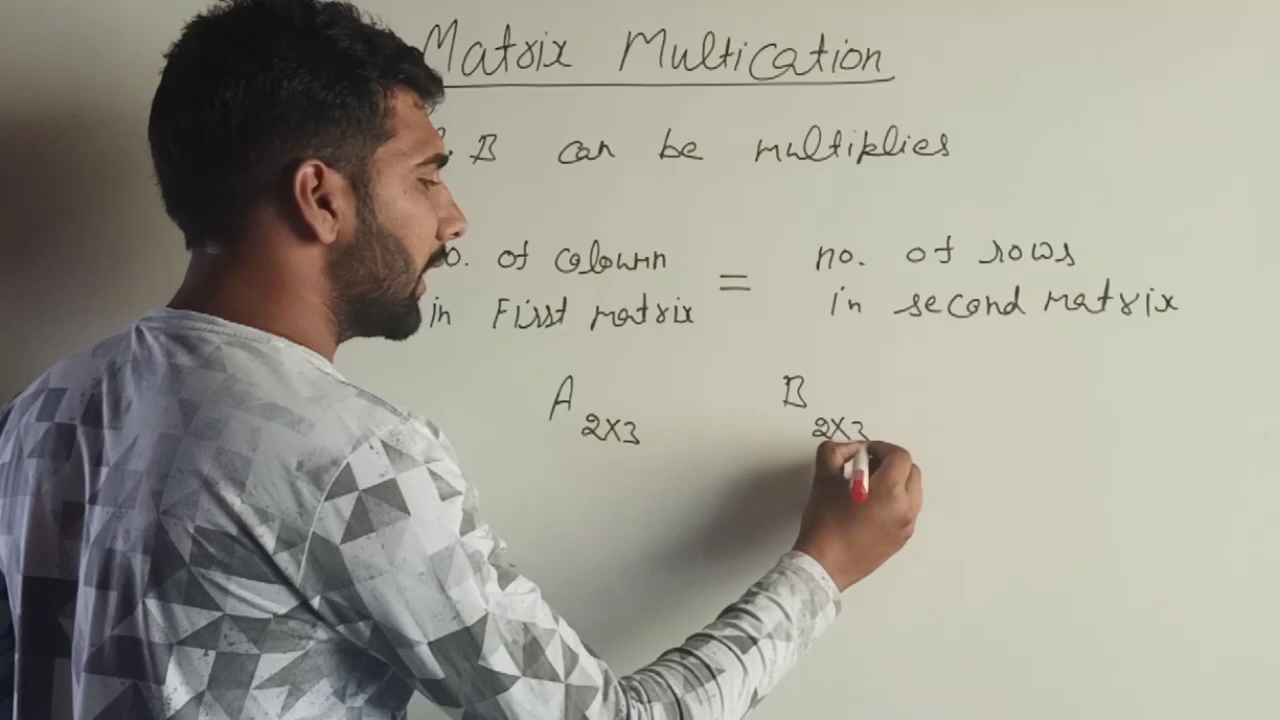 Matrix Multication
B can be multiplies
of colown = no. of rows
in First matrix in second matrix
A 2X3 B 2X3